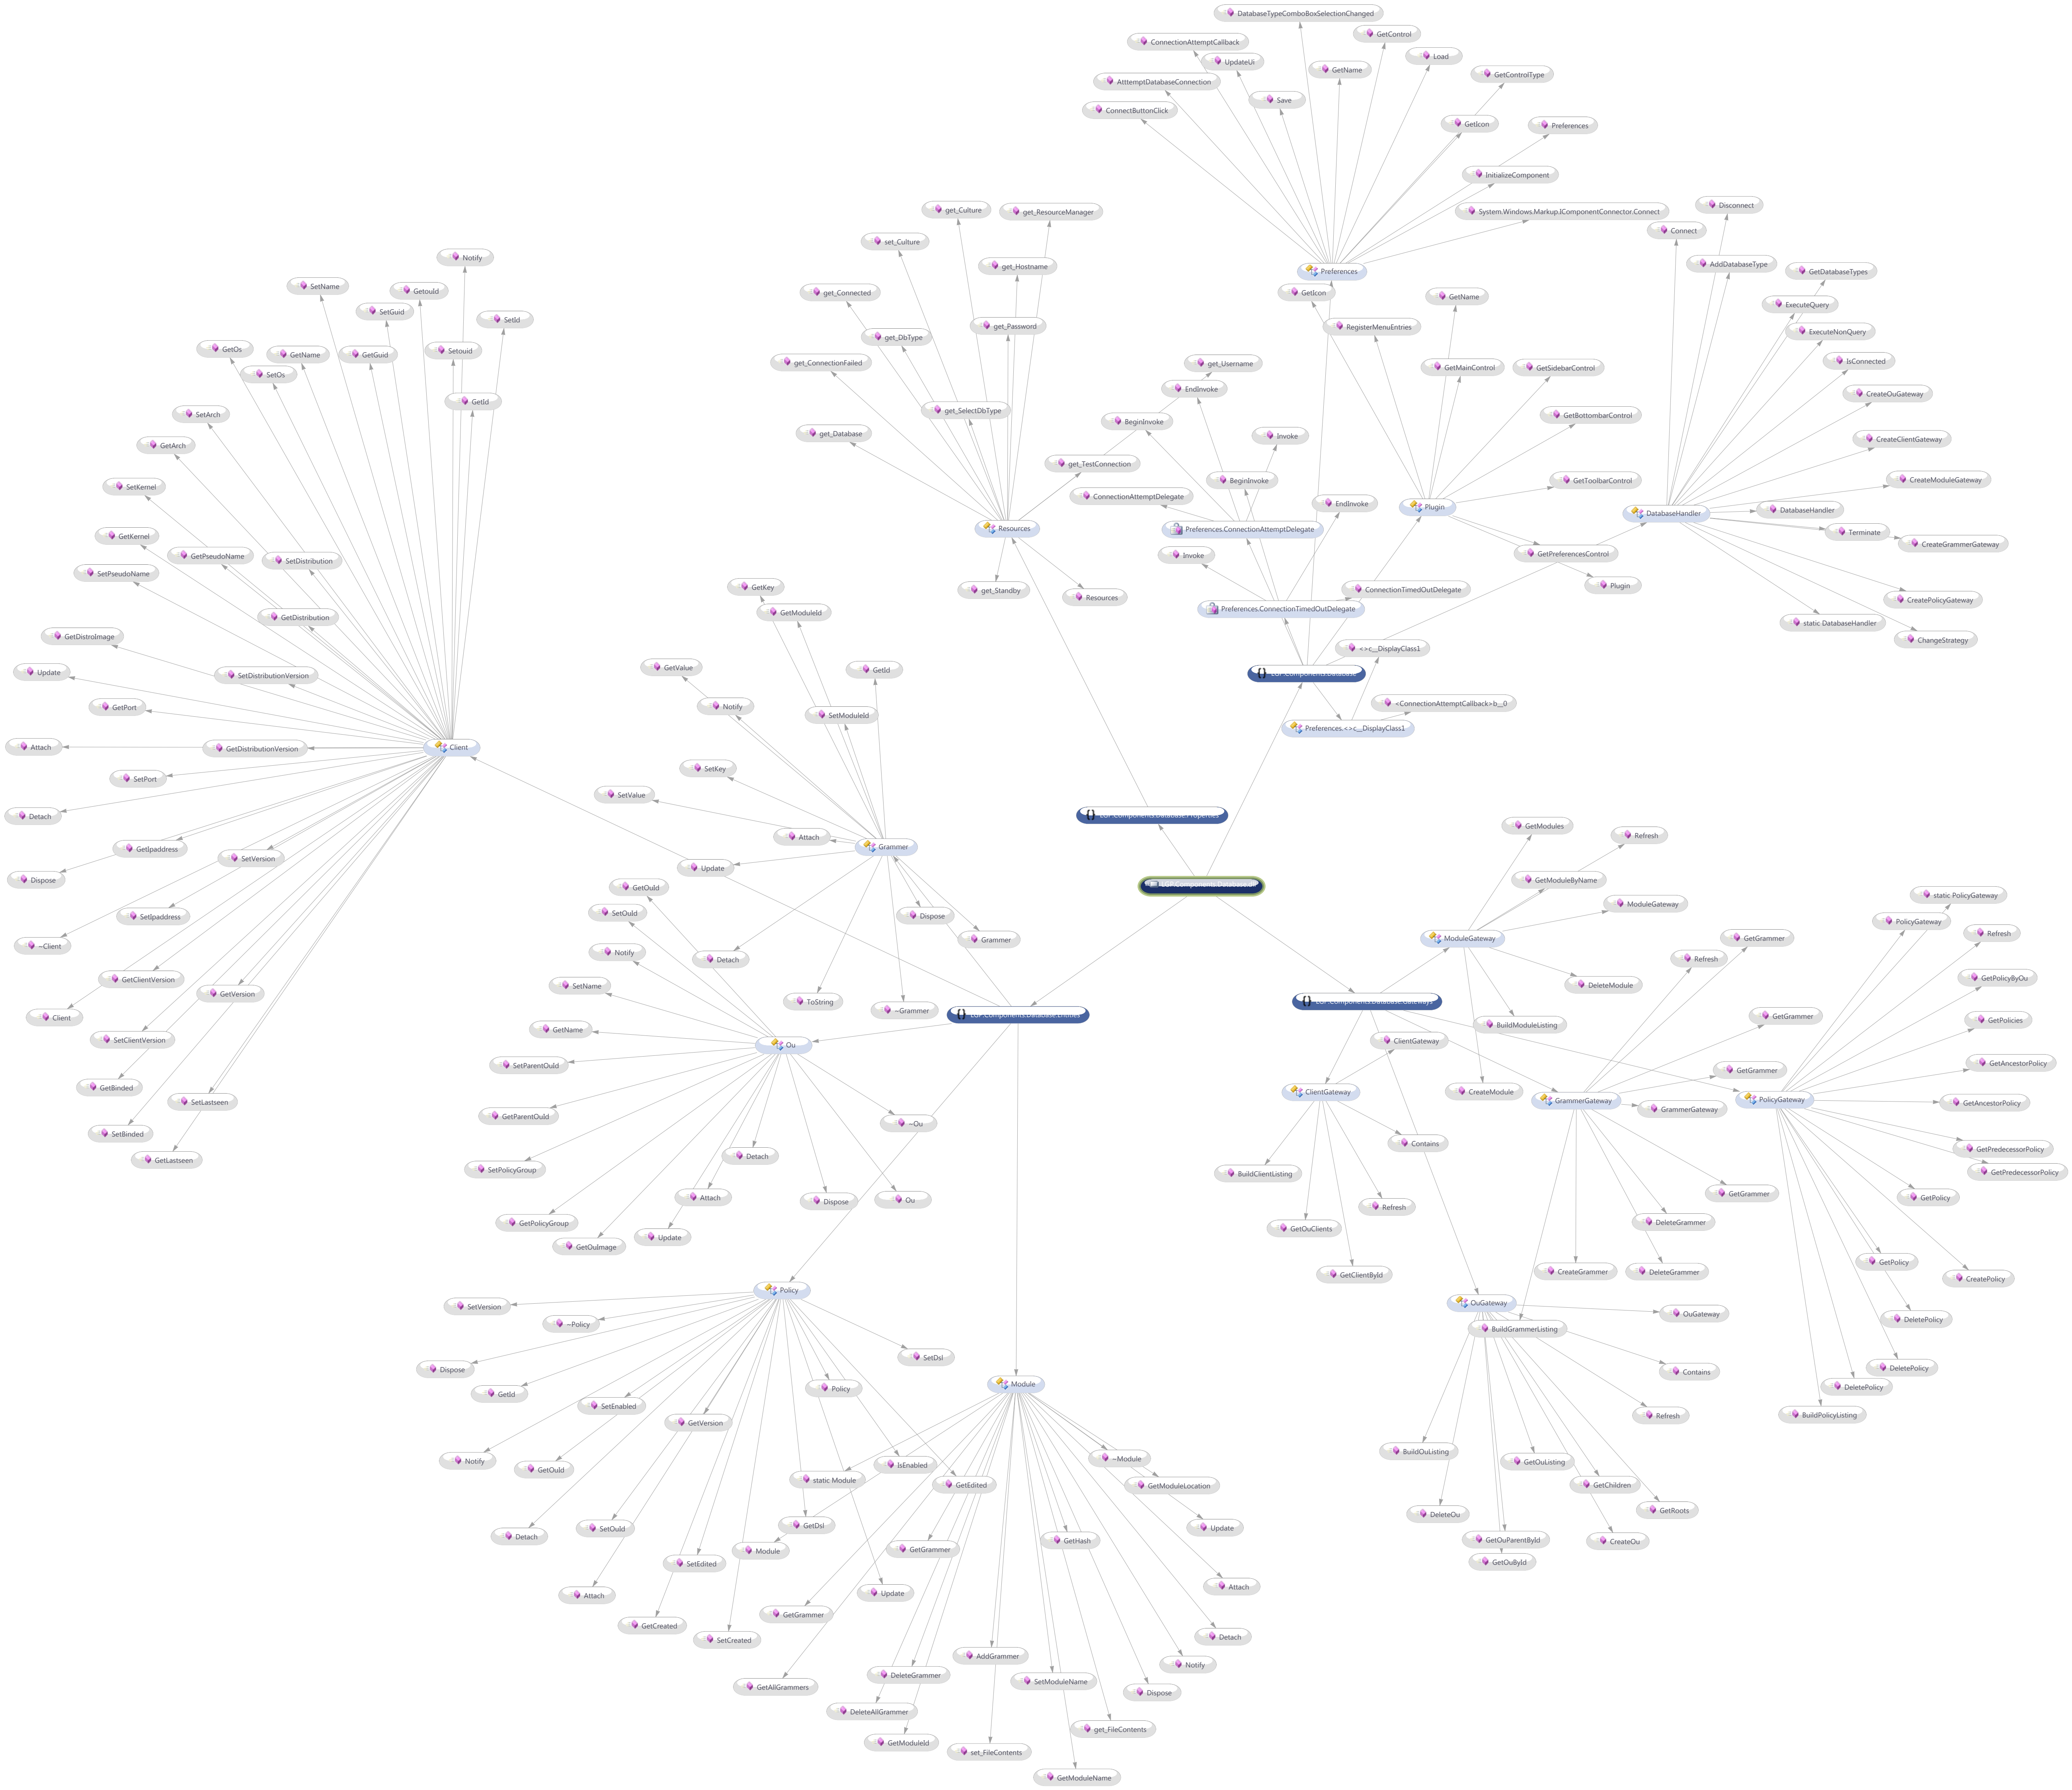 DatabaseTypeComboBoxSelectionChanged
GetControl
ConnectionAttemptCallback
Load
UpdateUi
GetName
GetControlType
AtttemptDatabaseConnection
Save
ConnectButtonClick
GetIcon
Preferences
InitializeComponent
System.Windows.Markup.IComponentConnector.Connect
Preferences
get_Culture
get_ResourceManager
set_Culture
get_Hostname
get_Connected
get_Password
get_DbType
get_ConnectionFailed
get_SelectDbType
get_Database
get_TestConnection
Resources
get_Standby
Resources
Disconnect
Connect
AddDatabaseType
GetDatabaseTypes
ExecuteQuery
ExecuteNonQuery
IsConnected
CreateOuGateway
CreateClientGateway
CreateModuleGateway
DatabaseHandler
DatabaseHandler
Terminate
CreateGrammerGateway
CreatePolicyGateway
static DatabaseHandler
ChangeStrategy
GetIcon
GetName
RegisterMenuEntries
GetMainControl
GetSidebarControl
GetBottombarControl
GetToolbarControl
Plugin
GetPreferencesControl
Plugin
get_Username
EndInvoke
BeginInvoke
Invoke
BeginInvoke
ConnectionAttemptDelegate
EndInvoke
Preferences.ConnectionAttemptDelegate
Invoke
ConnectionTimedOutDelegate
Preferences.ConnectionTimedOutDelegate
<>c__DisplayClass1
<ConnectionAttemptCallback>b__0
Preferences.<>c__DisplayClass1
Notify
SetName
GetouId
SetGuid
SetId
GetOs
GetName
GetGuid
Setouid
SetOs
GetId
SetArch
GetArch
SetKernel
GetKernel
GetPseudoName
SetDistribution
SetPseudoName
GetDistribution
GetDistroImage
Update
SetDistributionVersion
GetPort
Attach
GetDistributionVersion
Client
SetPort
Detach
GetIpaddress
SetVersion
Dispose
SetIpaddress
~Client
GetClientVersion
GetVersion
Client
SetClientVersion
GetBinded
SetLastseen
SetBinded
GetLastseen
GetKey
GetModuleId
GetValue
GetId
Notify
SetModuleId
SetKey
SetValue
Attach
Grammer
Update
Dispose
Grammer
Detach
ToString
~Grammer
GetOuId
SetOuId
Notify
SetName
GetName
Ou
SetParentOuId
GetParentOuId
~Ou
Detach
SetPolicyGroup
Attach
Dispose
Ou
GetPolicyGroup
Update
GetOuImage
GetModules
Refresh
GetModuleByName
ModuleGateway
ModuleGateway
DeleteModule
BuildModuleListing
CreateModule
static PolicyGateway
PolicyGateway
Refresh
GetPolicyByOu
GetPolicies
GetAncestorPolicy
PolicyGateway
GetAncestorPolicy
GetPredecessorPolicy
GetPredecessorPolicy
GetPolicy
GetPolicy
CreatePolicy
DeletePolicy
DeletePolicy
DeletePolicy
BuildPolicyListing
GetGrammer
Refresh
GetGrammer
GetGrammer
GrammerGateway
GrammerGateway
GetGrammer
DeleteGrammer
CreateGrammer
DeleteGrammer
BuildGrammerListing
ClientGateway
ClientGateway
Contains
BuildClientListing
GetOuClients
Refresh
GetClientById
OuGateway
OuGateway
Contains
Refresh
BuildOuListing
GetOuListing
GetChildren
GetRoots
DeleteOu
GetOuParentById
CreateOu
GetOuById
Policy
SetVersion
~Policy
Dispose
GetId
SetDsl
Policy
SetEnabled
GetVersion
Notify
GetOuId
IsEnabled
GetEdited
GetDsl
Detach
SetOuId
SetEdited
Attach
Update
GetCreated
SetCreated
Module
static Module
~Module
GetModuleLocation
Update
Module
GetGrammer
GetHash
Attach
GetGrammer
Detach
AddGrammer
Notify
DeleteGrammer
SetModuleName
GetAllGrammers
Dispose
DeleteAllGrammer
get_FileContents
GetModuleId
set_FileContents
GetModuleName